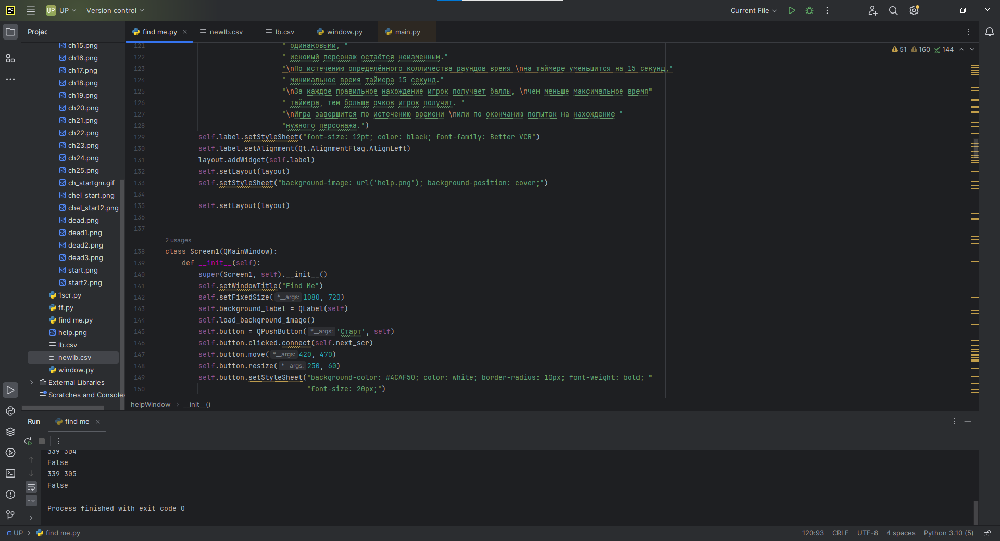 PC
UP
UP
Version control
Current File
Projec
find me.py
newlb.csv
lb.csv
window.py
main.py
ch15.png
ch16.png
ch17.png
ch18.png
ch19.png
ch20.png
ch21.png
ch22.png
ch23.png
ch24.png
ch25.png
ch_startgm.gif
chel_start.png
chel_start2.png
dead.png
dead1.png
dead2.png
dead3.png
start.png
start2.png
1scr.py
ff.py
find me.py
help.png
lb.csv
newlb.csv
window.py
External Libraries
Scratches and Consoles
51 160 144
121 " одинаковыми, "
122 " искомый персонаж остаётся неизменным."
123 "\nПо истечению определённого колличества раундов время \nна таймере уменьшится на 15 секунд,"
124 " минимальное время таймера 15 секунд."
125 "\nЗа каждое правильное нахождение игрок получает баллы, \nчем меньше максимальное время"
126 " таймера, тем больше очков игрок получит. "
127 "\nИгра завершится по истечению времени \nили по окончанию попыток на нахождение "
128 "нужного персонажа.")
129 self.label.setStyleSheet("font-size: 12pt; color: black; font-family: Better VCR")
130 self.label.setAlignment(Qt.AlignmentFlag.AlignLeft)
131 layout.addWidget(self.label)
132 self.setLayout(layout)
133 self.setStyleSheet("background-image: url('help.png'); background-position: cover;")
134
135 self.setLayout(layout)
136
137
2 usages
138 class Screen1(QMainWindow):
139 def __init__(self):
140 super(Screen1, self).__init__()
141 self.setWindowTitle("Find Me")
142 self.setFixedSize( *__args: 1080, 720)
143 self.background_label = QLabel(self)
144 self.load_background_image()
145 self.button = QPushButton( *__args: 'Старт', self)
146 self.button.clicked.connect(self.next_scr)
147 self.button.move( *__args: 420, 470)
148 self.button.resize( *__args: 250, 60)
149 self.button.setStyleSheet("background-color: #4CAF50; color: white; border-radius: 10px; font-weight: bold; "
150 "font-size: 20px;")
helpWindow > __init__()
Run
find me
339 304
False
339 305
False
Process finished with exit code 0
UP > find me.py
120:93
CRLF
UTF-8
4 spaces
Python 3.10 (5)